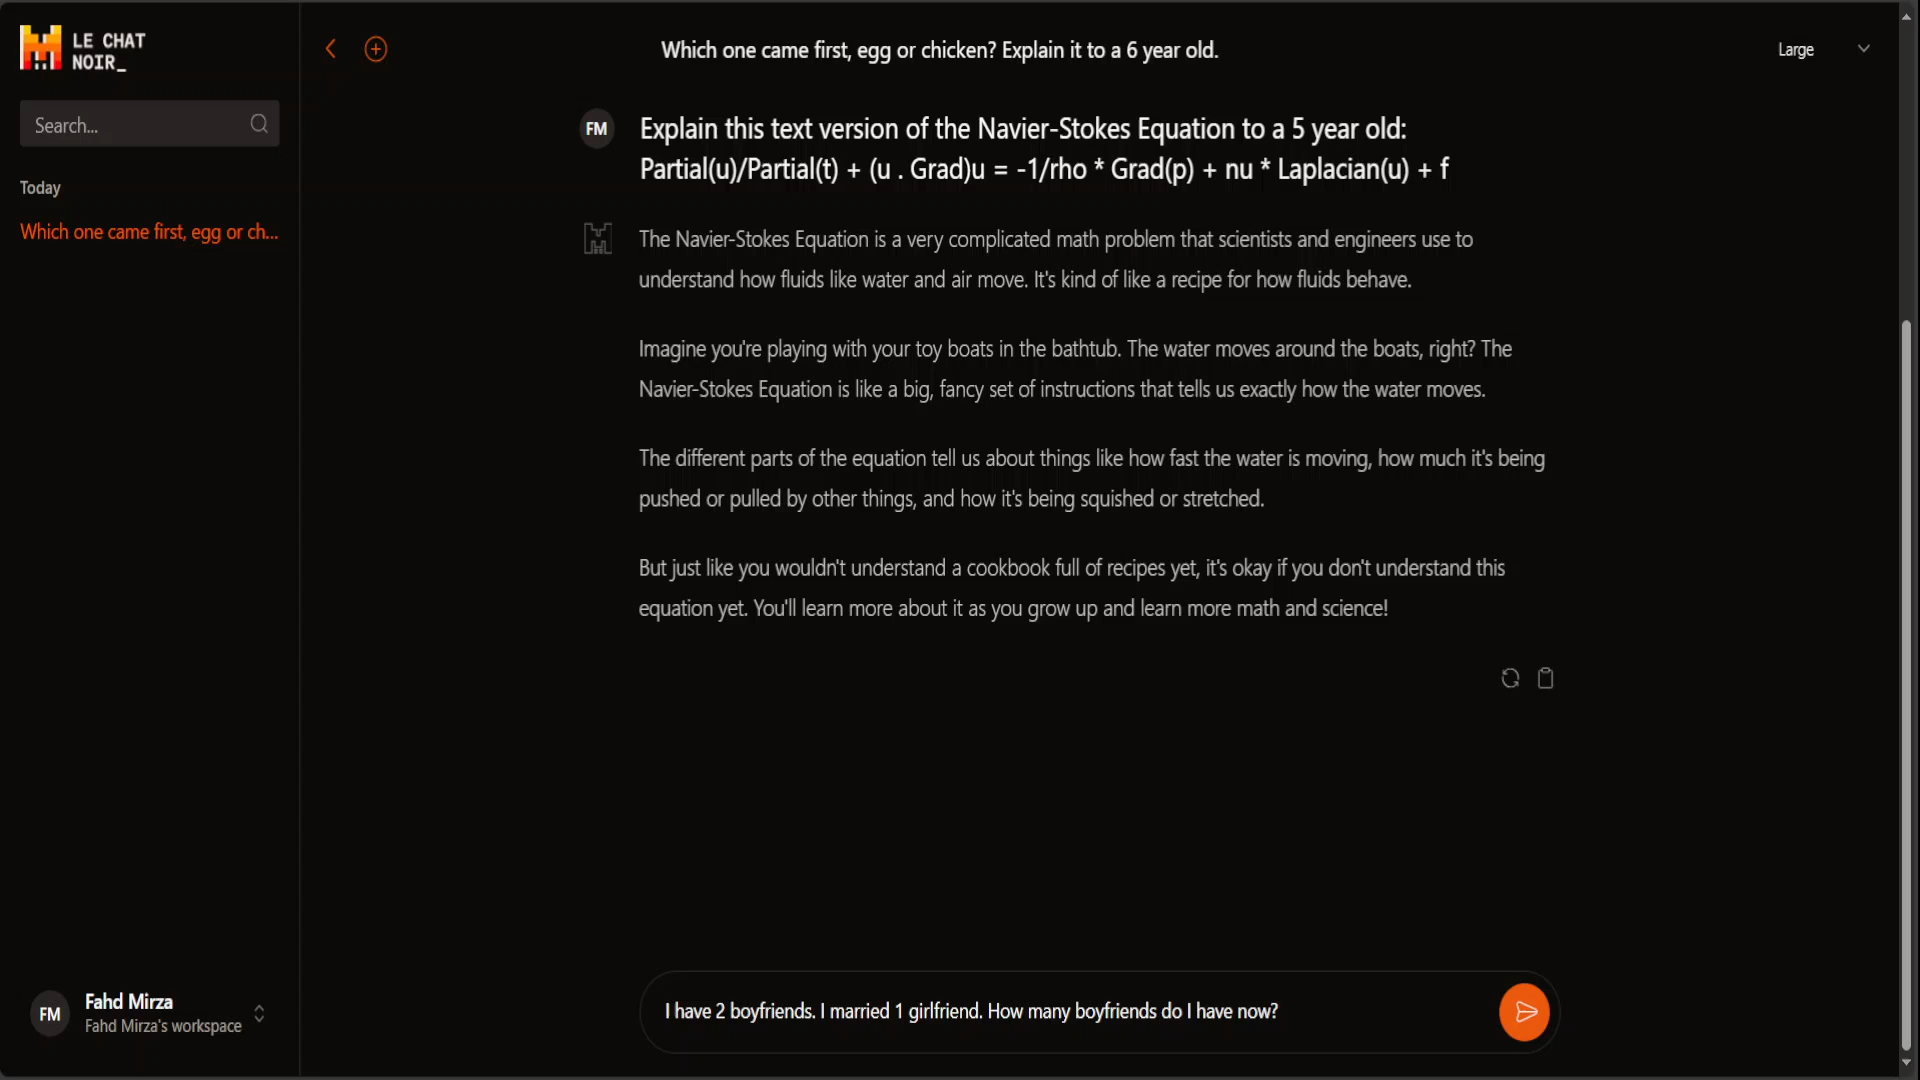 LE CHAT
NOIR_
Search...
Today
Which one came first, egg or ch...
Which one came first, egg or chicken? Explain it to a 6 year old.
Large
FM
Explain this text version of the Navier-Stokes Equation to a 5 year old:
Partial(u)/Partial(t) + (u . Grad)u = -1/rho * Grad(p) + nu * Laplacian(u) + f
The Navier-Stokes Equation is a very complicated math problem that scientists and engineers use to
understand how fluids like water and air move. It's kind of like a recipe for how fluids behave.
Imagine you're playing with your toy boats in the bathtub. The water moves around the boats, right? The
Navier-Stokes Equation is like a big, fancy set of instructions that tells us exactly how the water moves.
The different parts of the equation tell us about things like how fast the water is moving, how much it's being
pushed or pulled by other things, and how it's being squished or stretched.
But just like you wouldn't understand a cookbook full of recipes yet, it's okay if you don't understand this
equation yet. You'll learn more about it as you grow up and learn more math and science!
I have 2 boyfriends. I married 1 girlfriend. How many boyfriends do I have now?
FM
Fahd Mirza
Fahd Mirza's workspace